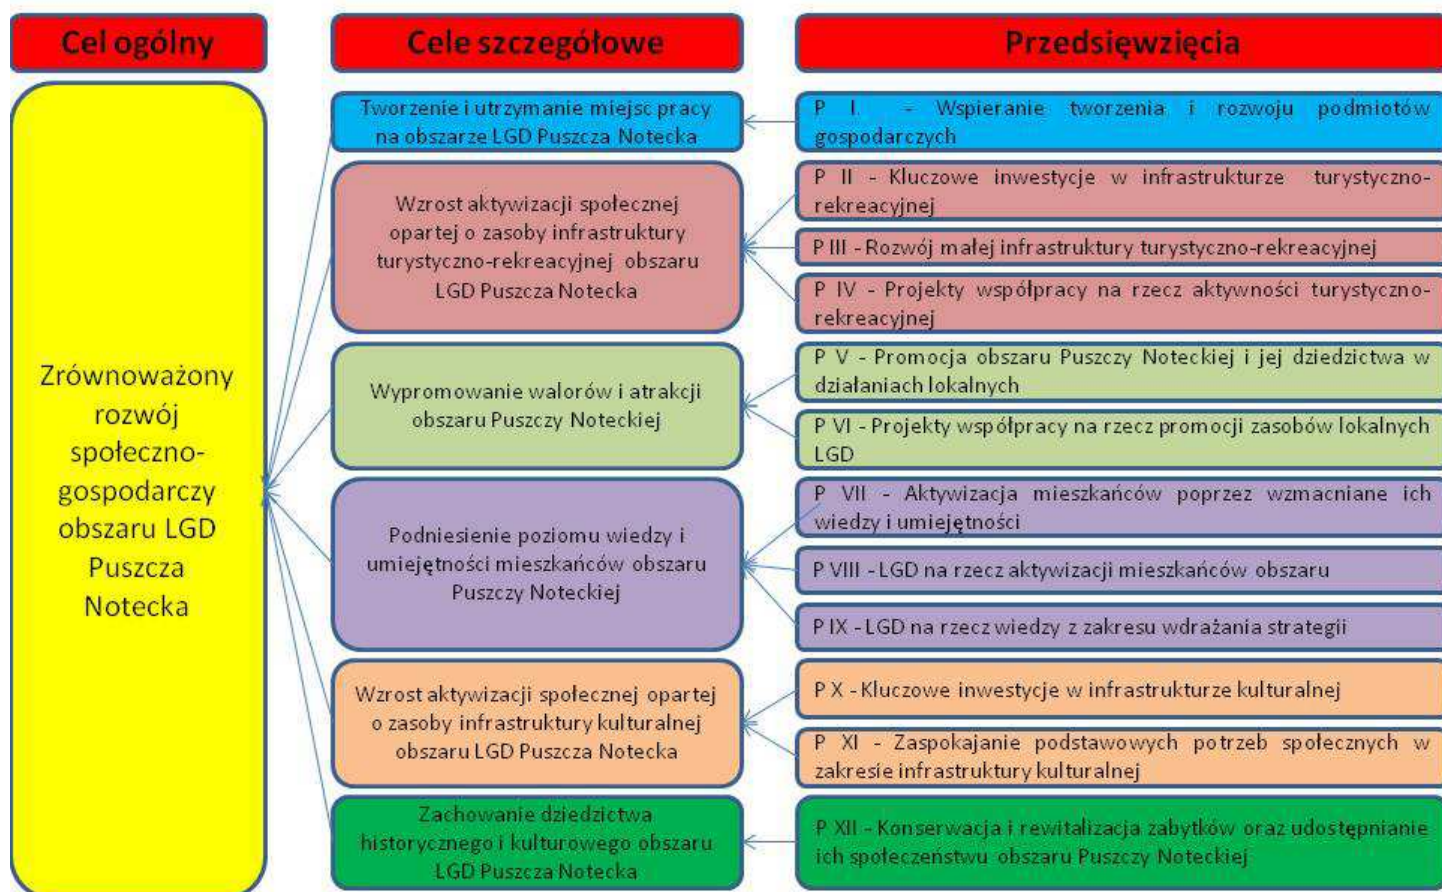 Cel ogólny
Cele szczegółowe
Przedsięwzięcia
Zrównoważony
rozwój
społeczno-
gospodarczy
obszaru LGD
Puszcza
Notecka
Tworzenie i utrzymanie miejsc pracy
na obszarze LGD Puszcza Notecka
P I. - Wspieranie tworzenia i rozwoju podmiotów
gospodarczych
Wzrost aktywizacji społecznej
opartej o zasoby infrastruktury
turystyczno-rekreacyjnej obszaru
LGD Puszcza Notecka
P II - Kluczowe inwestycje w infrastrukturze turystyczno-
rekreacyjnej
P III - Rozwój małej infrastruktury turystyczno-rekreacyjnej
P IV - Projekty współpracy na rzecz aktywności turystyczno-
rekreacyjnej
Wypromowanie walorów i atrakcji
obszaru Puszczy Noteckiej
P V - Promocja obszaru Puszczy Noteckiej i jej dziedzictwa w
działaniach lokalnych
P VI - Projekty współpracy na rzecz promocji zasobów lokalnych
LGD
Podniesienie poziomu wiedzy i
umiejętności mieszkańców obszaru
Puszczy Noteckiej
P VII - Aktywizacja mieszkańców poprzez wzmacniane ich
wiedzy i umiejętności
P VIII - LGD na rzecz aktywizacji mieszkańców obszaru
P IX - LGD na rzecz wiedzy z zakresu wdrażania strategii
Wzrost aktywizacji społecznej opartej
o zasoby infrastruktury kulturalnej
obszaru LGD Puszcza Notecka
P X - Kluczowe inwestycje w infrastrukturze kulturalnej
P XI - Zaspokajanie podstawowych potrzeb społecznych w
zakresie infrastruktury kulturalnej
Zachowanie dziedzictwa
historycznego i kulturowego obszaru
LGD Puszcza Notecka
P XII - Konserwacja i rewitalizacja zabytków oraz udostępnianie
ich społeczeństwu obszaru Puszczy Noteckiej